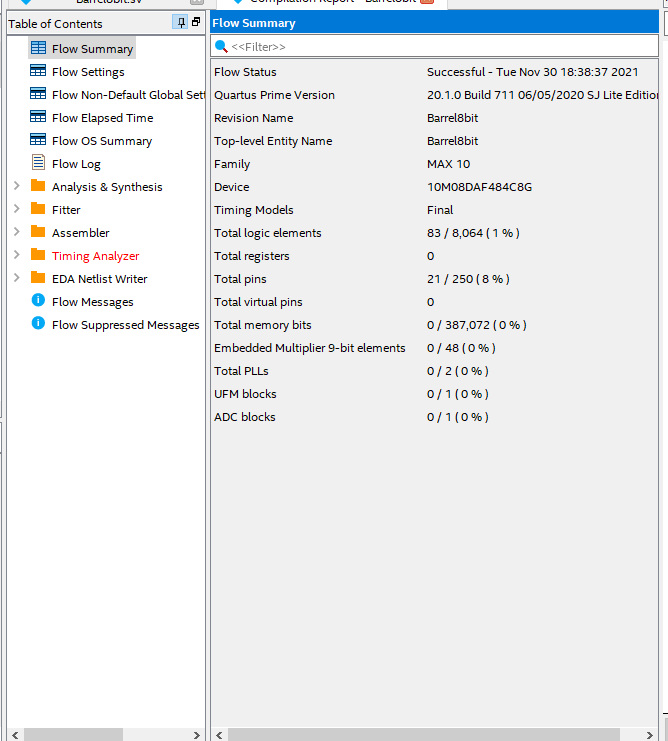 Barrel8bit.sv
Compilation Report - Barrel8bit
Table of Contents
Flow Summary
Flow Settings
Flow Non-Default Global Sett
Flow Elapsed Time
Flow OS Summary
Flow Log
Analysis & Synthesis
Fitter
Assembler
Timing Analyzer
EDA Netlist Writer
Flow Messages
Flow Suppressed Messages
Flow Summary
<<Filter>>
Flow Status Successful - Tue Nov 30 18:38:37 2021
Quartus Prime Version 20.1.0 Build 711 06/05/2020 SJ Lite Edition
Revision Name Barrel8bit
Top-level Entity Name Barrel8bit
Family MAX 10
Device 10M08DAF484C8G
Timing Models Final
Total logic elements 83 / 8,064 ( 1 % )
Total registers 0
Total pins 21 / 250 ( 8 % )
Total virtual pins 0
Total memory bits 0 / 387,072 ( 0 % )
Embedded Multiplier 9-bit elements 0 / 48 ( 0 % )
Total PLLs 0 / 2 ( 0 % )
UFM blocks 0 / 1 ( 0 % )
ADC blocks 0 / 1 ( 0 % )